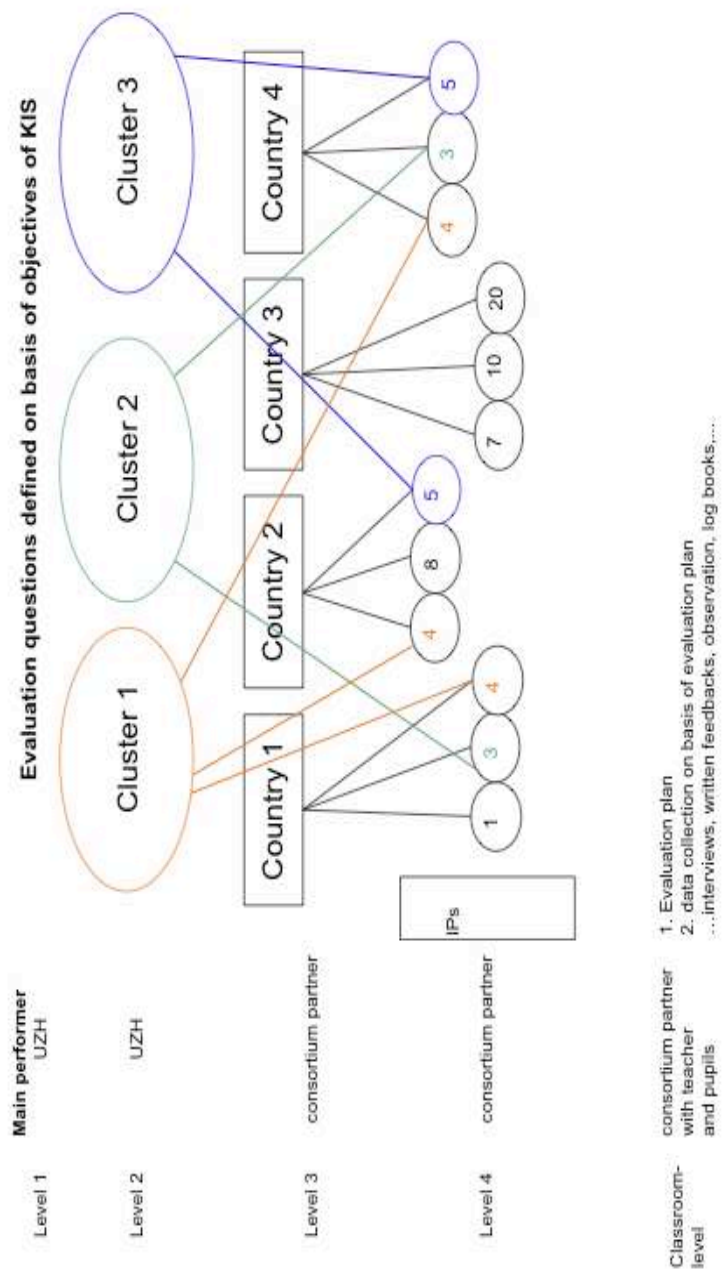 Main performer
Evaluation questions defined on basis of objectives of KIS
Level 1
UZH
Level 2
UZH
Cluster 1
Cluster 2
Cluster 3
Level 3
consortium partner
Country 1
Country 2
Country 3
Country 4
Level 4
consortium partner
IPs
1
3
4
4
8
5
7
10
20
4
3
5
Classroom-
level
consortium partner
with teacher
and pupils
1. Evaluation plan
2. data collection on basis of evaluation plan
…interviews, written feedbacks, observation, log books,….